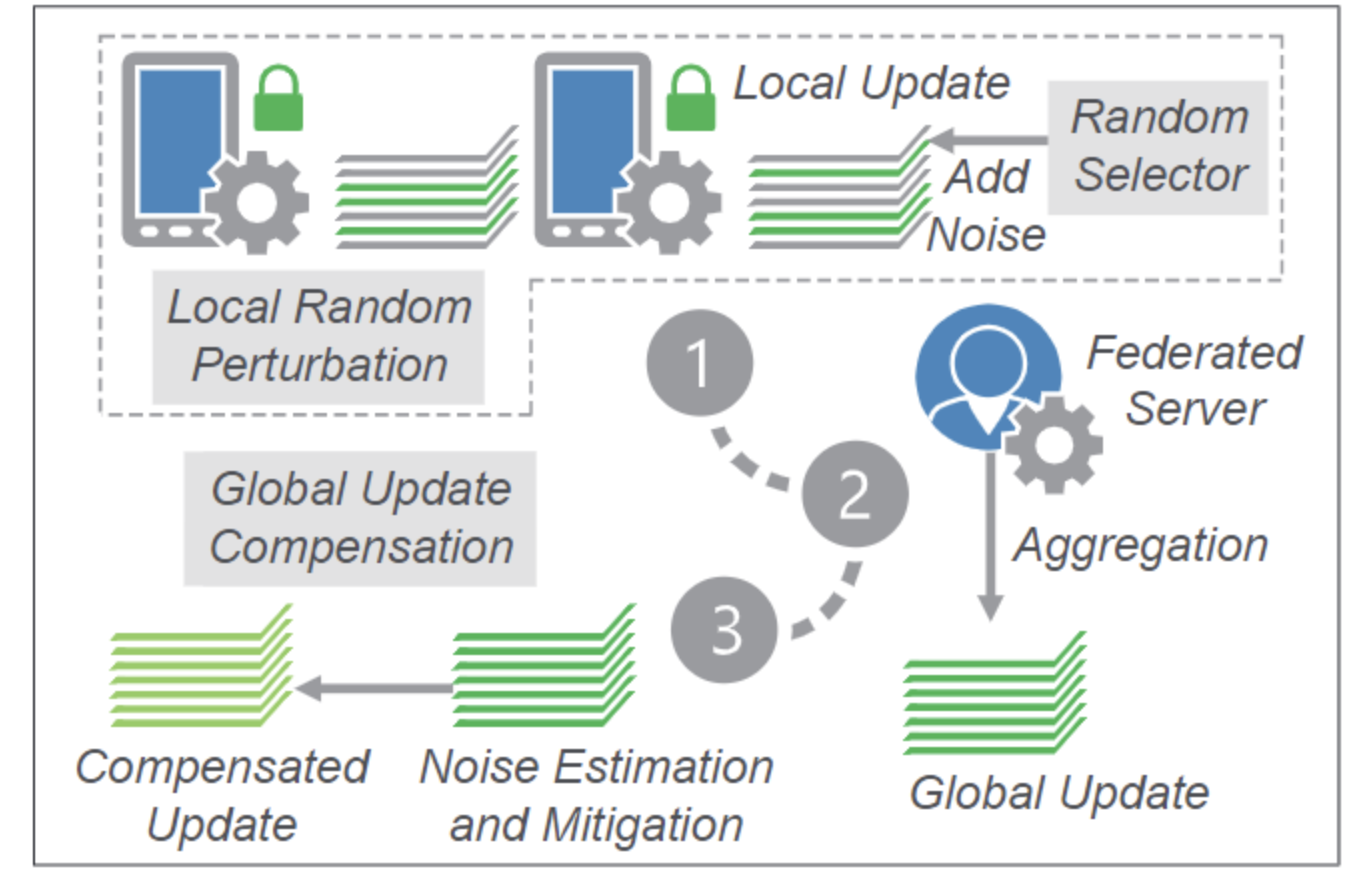 Local Update
Random
Selector
Add
Noise
Local Random
Perturbation
1
Federated
Server
2
Global Update
Compensation
Aggregation
3
Compensated
Update
Noise Estimation
and Mitigation
Global Update